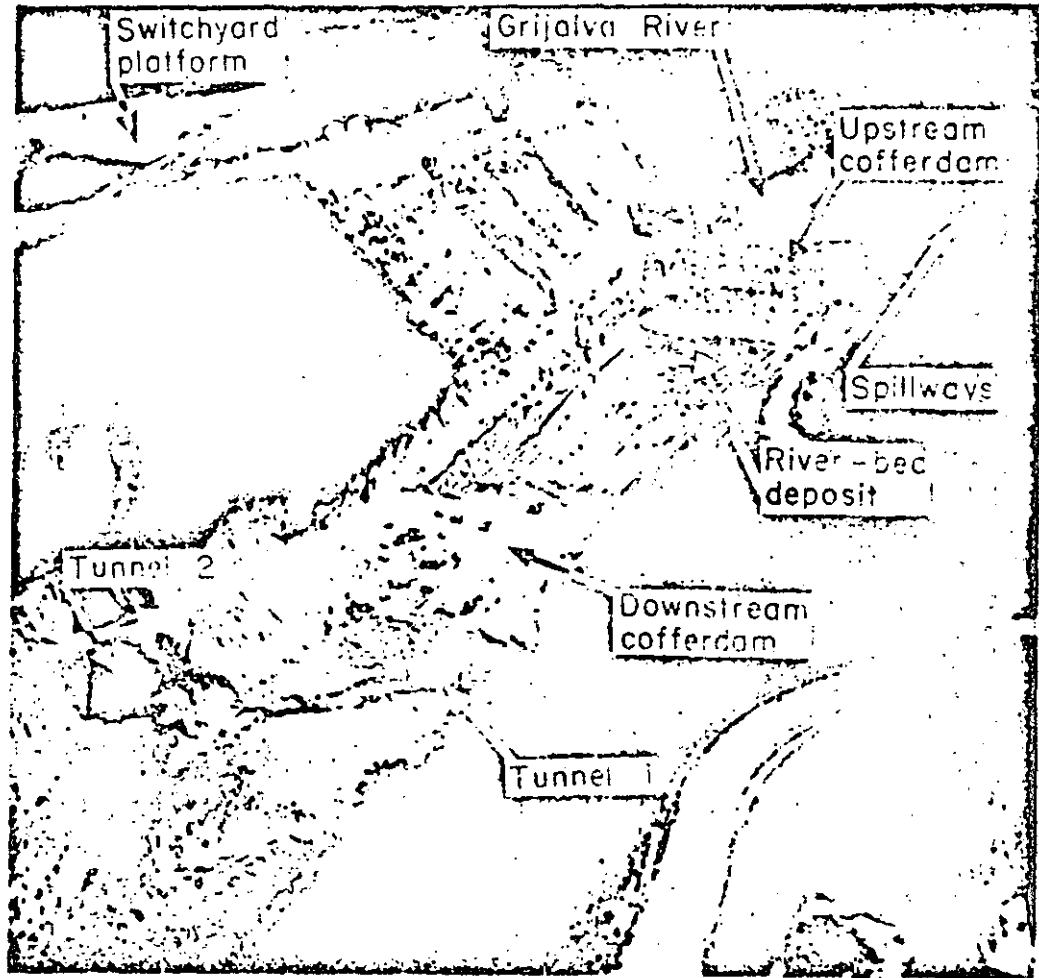 Switchyard
platform
Grijalva River
Upstream
cofferdam
Spillways
River-bed
deposit
Tunnel 2
Downstream
cofferdam
Tunnel 1